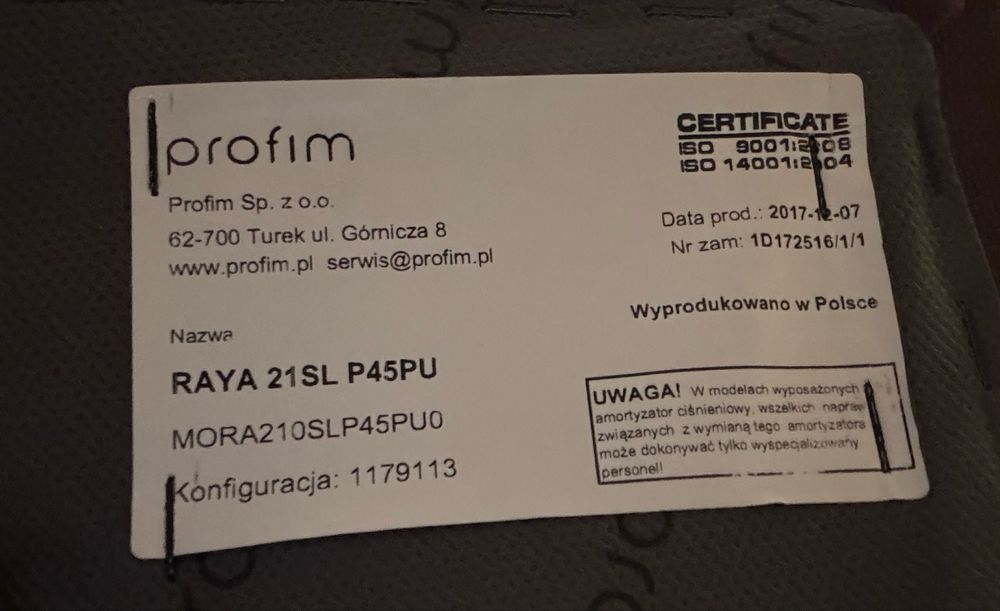 profim
Profim Sp. z o.o.
62-700 Turek ul. Górnicza 8
www.profim.pl serwis@profim.pl
CERTIFICATE
ISO 9001:2008
ISO 14001:2004
Data prod.: 2017-12-07
Nr zam: 1D172516/1/1
Wyprodukowano w Polsce
Nazwa
RAYA 21SL P45PU
MORA210SLP45PU0
Konfiguracja: 1179113
UWAGA! W modelach wyposażonych
amortyzator ciśnieniowy, wszelkich napraw
związanych z wymianą tego amortyzatora
może dokonywać tylko wyspecjalizowany
personel!